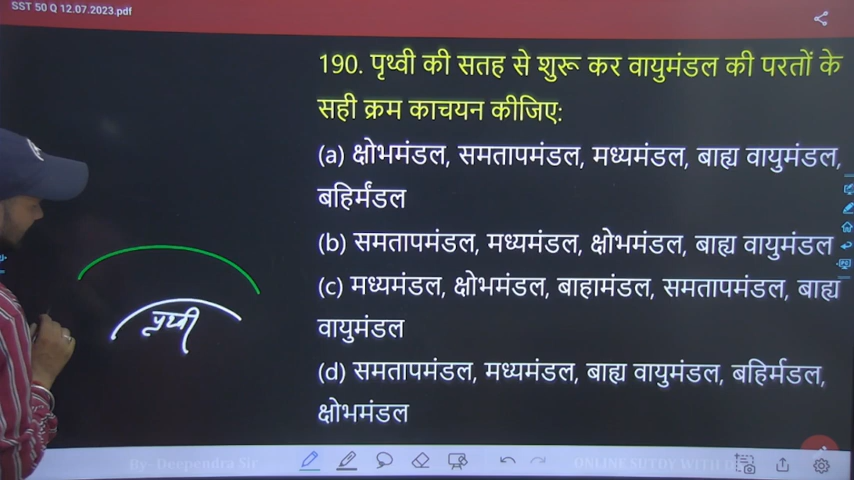 SST 50 Q 12.07.2023.pdf
190. पृथ्वी की सतह से शुरू कर वायुमंडल की परतों के
सही क्रम काचयन कीजिए:
(a) क्षोभमंडल, समतापमंडल, मध्यमंडल, बाह्य वायुमंडल,
बहिर्मंडल
(b) समतापमंडल, मध्यमंडल, क्षोभमंडल, बाह्य वायुमंडल
(c) मध्यमंडल, क्षोभमंडल, बाहामंडल, समतापमंडल, बाह्य
वायुमंडल
(d) समतापमंडल, मध्यमंडल, बाह्य वायुमंडल, बहिर्मडल,
क्षोभमंडल
पृथ्वी
By- Deependra Sir
ONLINE SUTDY WITH